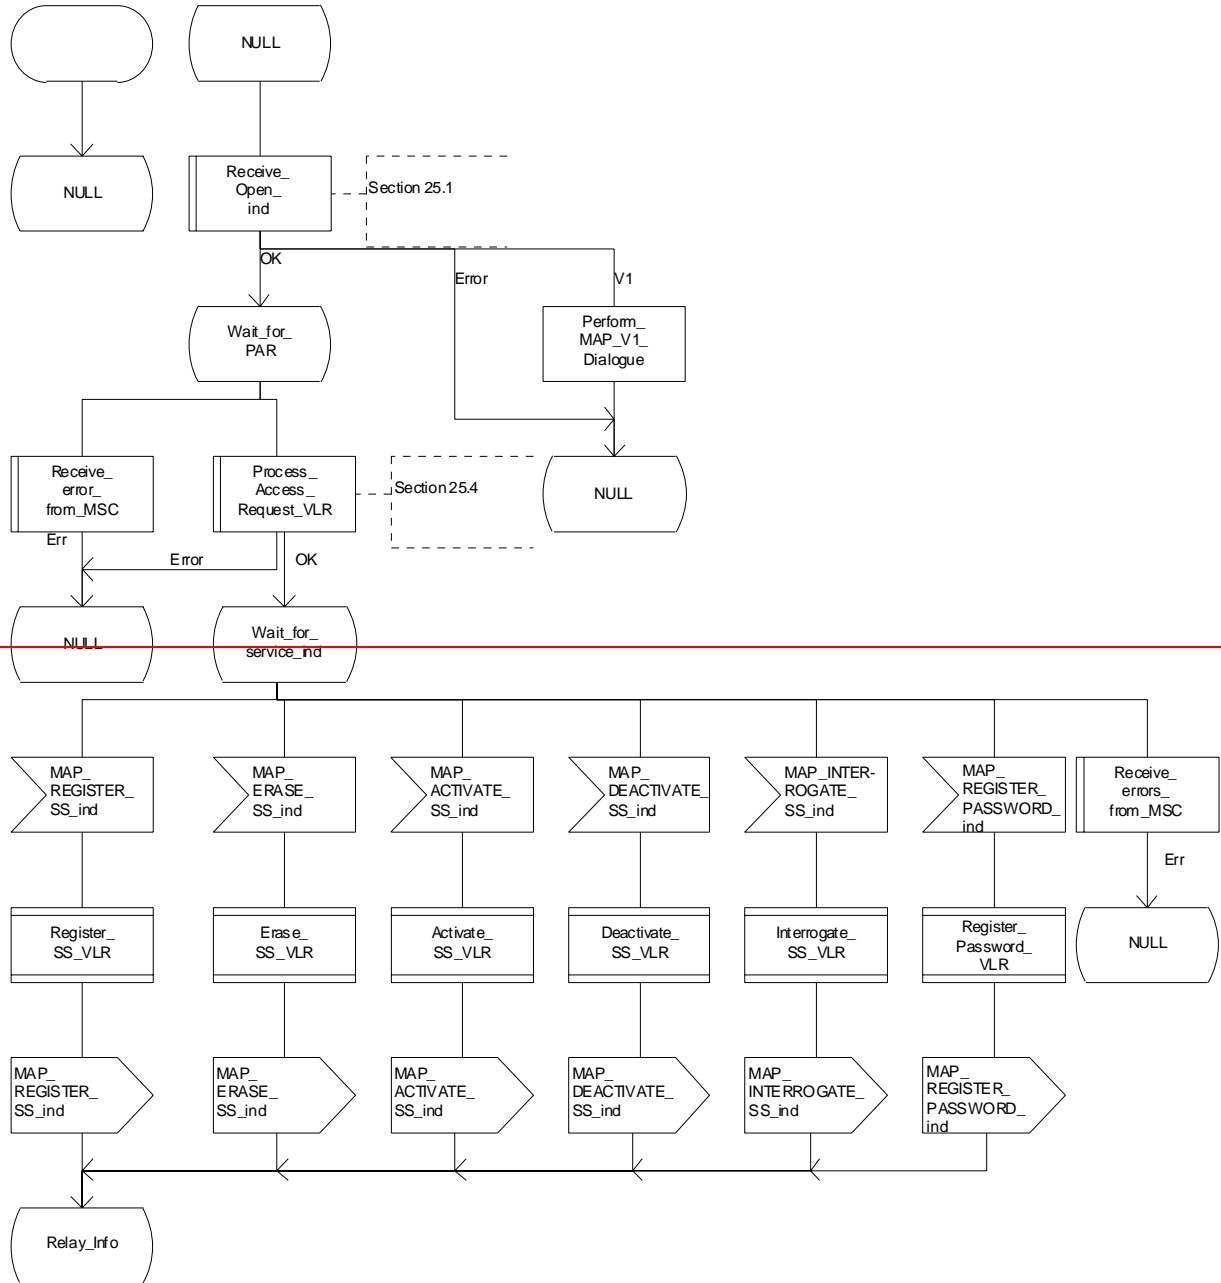 NULL
NULL
Receive_
Open_
ind
Section 25.1
OK
Error
V1
Wait_for_
PAR
Perform_
MAP_V1_
Dialogue
Receive_
error_
from_MSC
Process_
Access_
Request_VLR
Section 25.4
NULL
Err
Error
OK
NULL
Wait_for_
service_ind
MAP_
REGISTER_
SS_ind
MAP_
ERASE_
SS_ind
MAP_
ACTIVATE_
SS_ind
MAP_
DEACTIVATE_
SS_ind
MAP_INTER-
ROGATE_
SS_ind
MAP_
REGISTER_
PASSWORD_
ind
Receive_
errors_
from_MSC
Err
Register_
SS_VLR
Erase_
SS_VLR
Activate_
SS_VLR
Deactivate_
SS_VLR
Interrogate_
SS_VLR
Register_
Password_
VLR
NULL
MAP_
REGISTER_
SS_ind
MAP_
ERASE_
SS_ind
MAP_
ACTIVATE_
SS_ind
MAP_
DEACTIVATE_
SS_ind
MAP_
INTERROGATE_
SS_ind
MAP_
REGISTER_
PASSWORD_
ind
Relay_Info